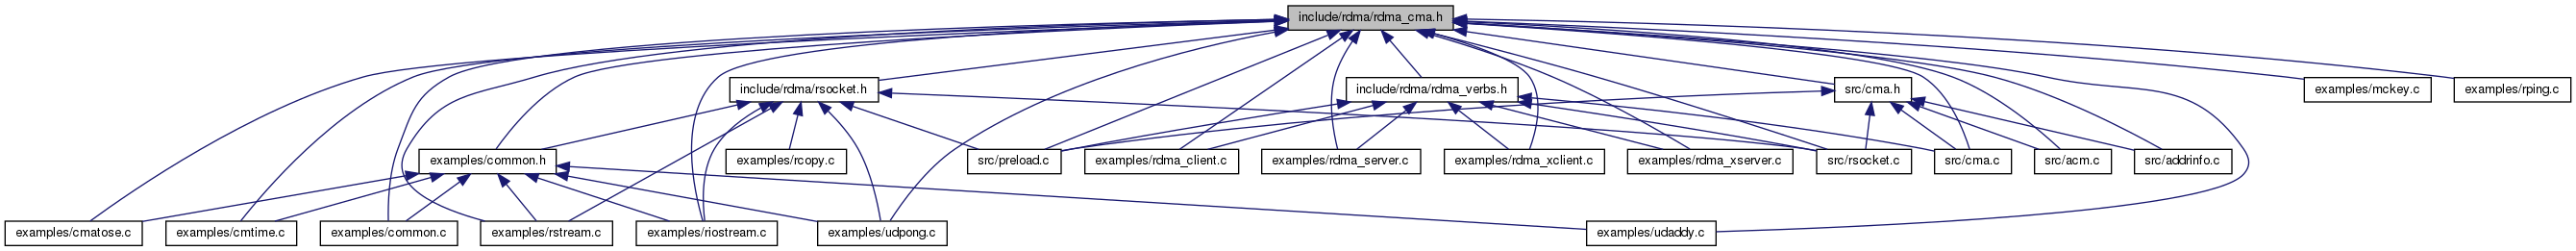 include/rdma/rdma_cma.h
include/rdma/rsocket.h
include/rdma/rdma_verbs.h
src/cma.h
examples/mckey.c
examples/rping.c
examples/common.h
examples/rcopy.c
src/preload.c
examples/rdma_client.c
examples/rdma_server.c
examples/rdma_xclient.c
examples/rdma_xserver.c
src/rsocket.c
src/cma.c
src/acm.c
src/addrinfo.c
examples/cmatose.c
examples/cmtime.c
examples/common.c
examples/rstream.c
examples/riostream.c
examples/udpong.c
examples/udaddy.c